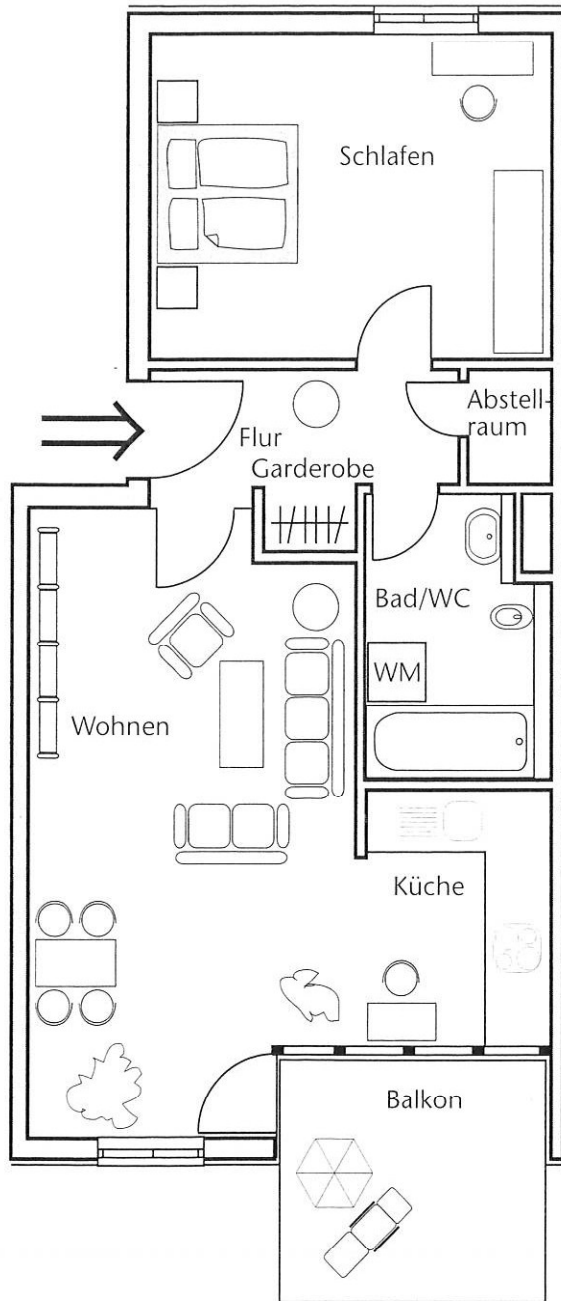 Schlafen
Abstell-
raum
Flur
Garderobe
Bad/WC
WM
Wohnen
Küche
Balkon